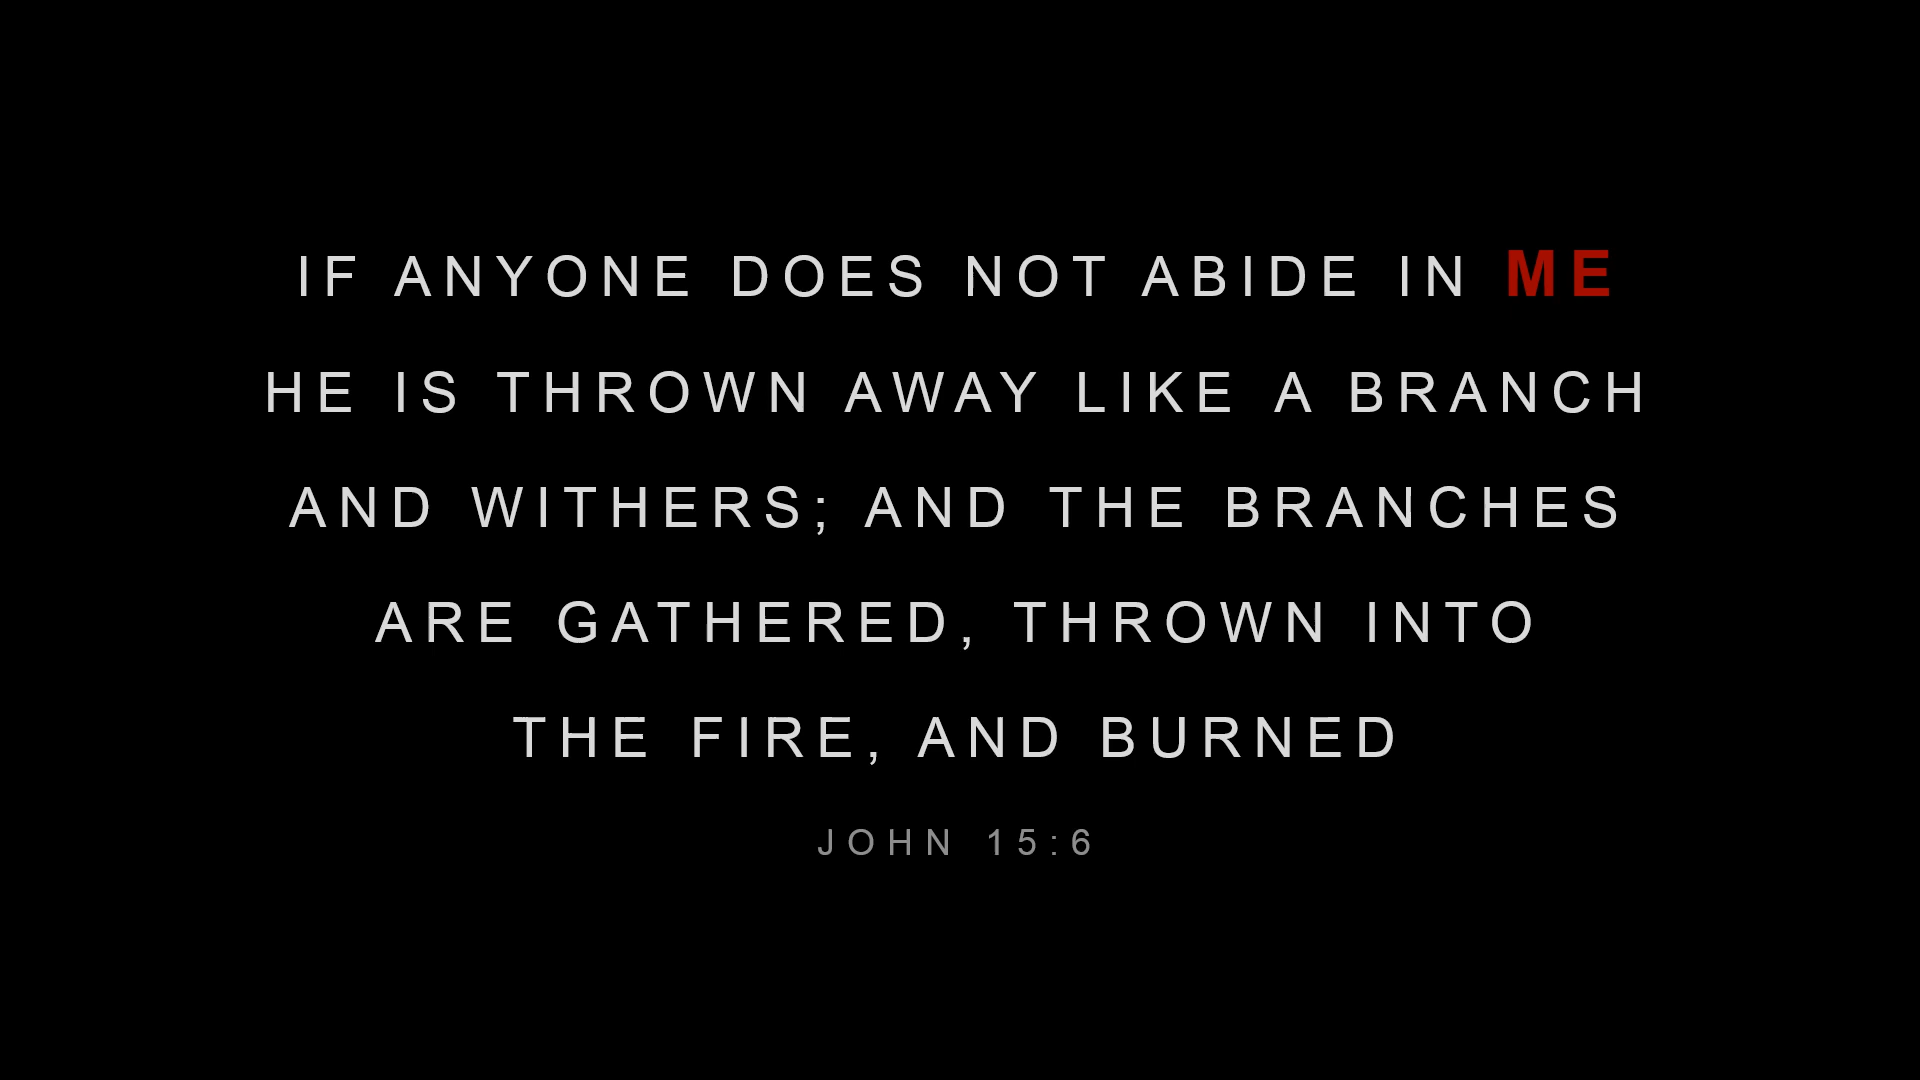 IF ANYONE DOES NOT ABIDE IN ME
HE IS THROWN AWAY LIKE A BRANCH
AND WITHERS; AND THE BRANCHES
ARE GATHERED, THROWN INTO
THE FIRE, AND BURNED
JOHN 15:6